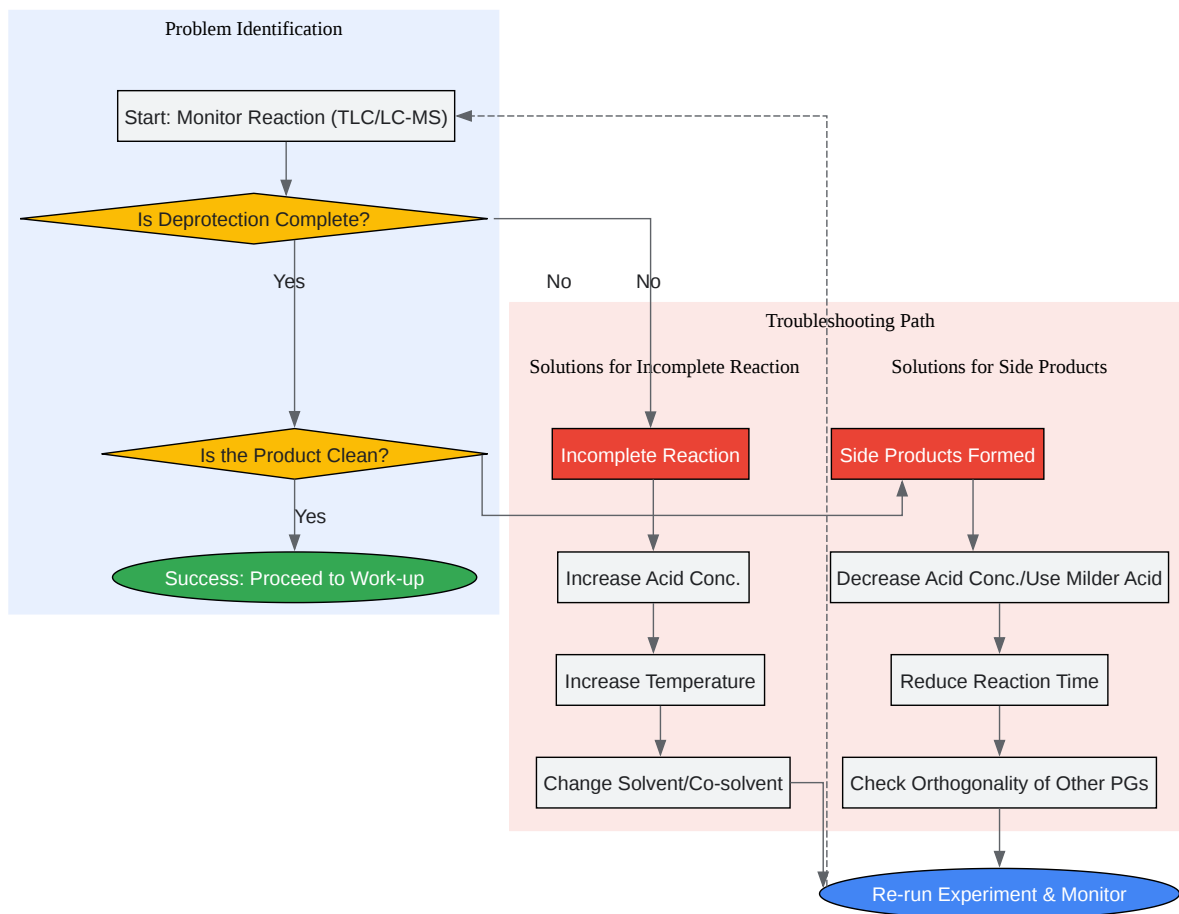 Problem Identification
Start: Monitor Reaction (TLC/LC-MS)
Is Deprotection Complete?
Yes
No
No
Troubleshooting Path
Solutions for Incomplete Reaction
Solutions for Side Products
Is the Product Clean?
Incomplete Reaction
Side Products Formed
Yes
Success: Proceed to Work-up
Increase Acid Conc.
Decrease Acid Conc./Use Milder Acid
Increase Temperature
Reduce Reaction Time
Change Solvent/Co-solvent
Check Orthogonality of Other PGs
Re-run Experiment & Monitor